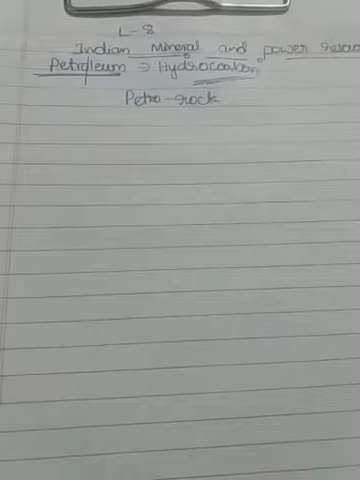 L-8
Indian Mineral and power
Petroleum ⇒ Hydrocarbon.
Petro-rock